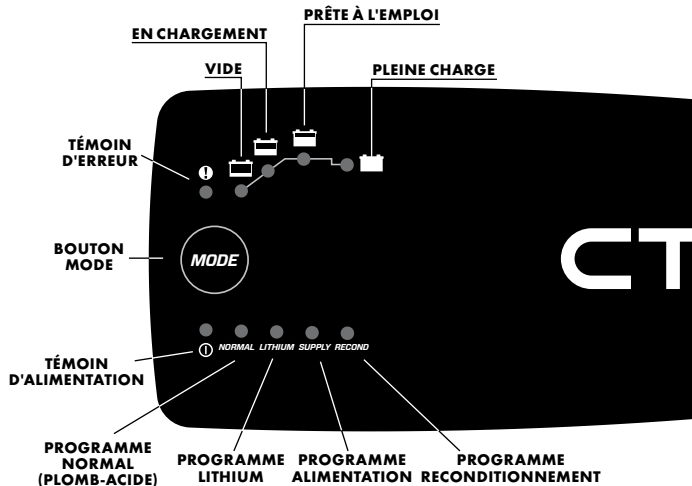 PRÊTE À L'EMPLOI
EN CHARGEMENT
VIDE
PLEINE CHARGE
TÉMOIN
D'ERREUR
BOUTON
MODE
MODE
CT
NORMAL LITHIUM SUPPLY RECOND
TÉMOIN
D'ALIMENTATION
PROGRAMME
NORMAL
(PLOMB-ACIDE)
PROGRAMME
LITHIUM
PROGRAMME
ALIMENTATION
PROGRAMME
RECONDITIONNEMENT